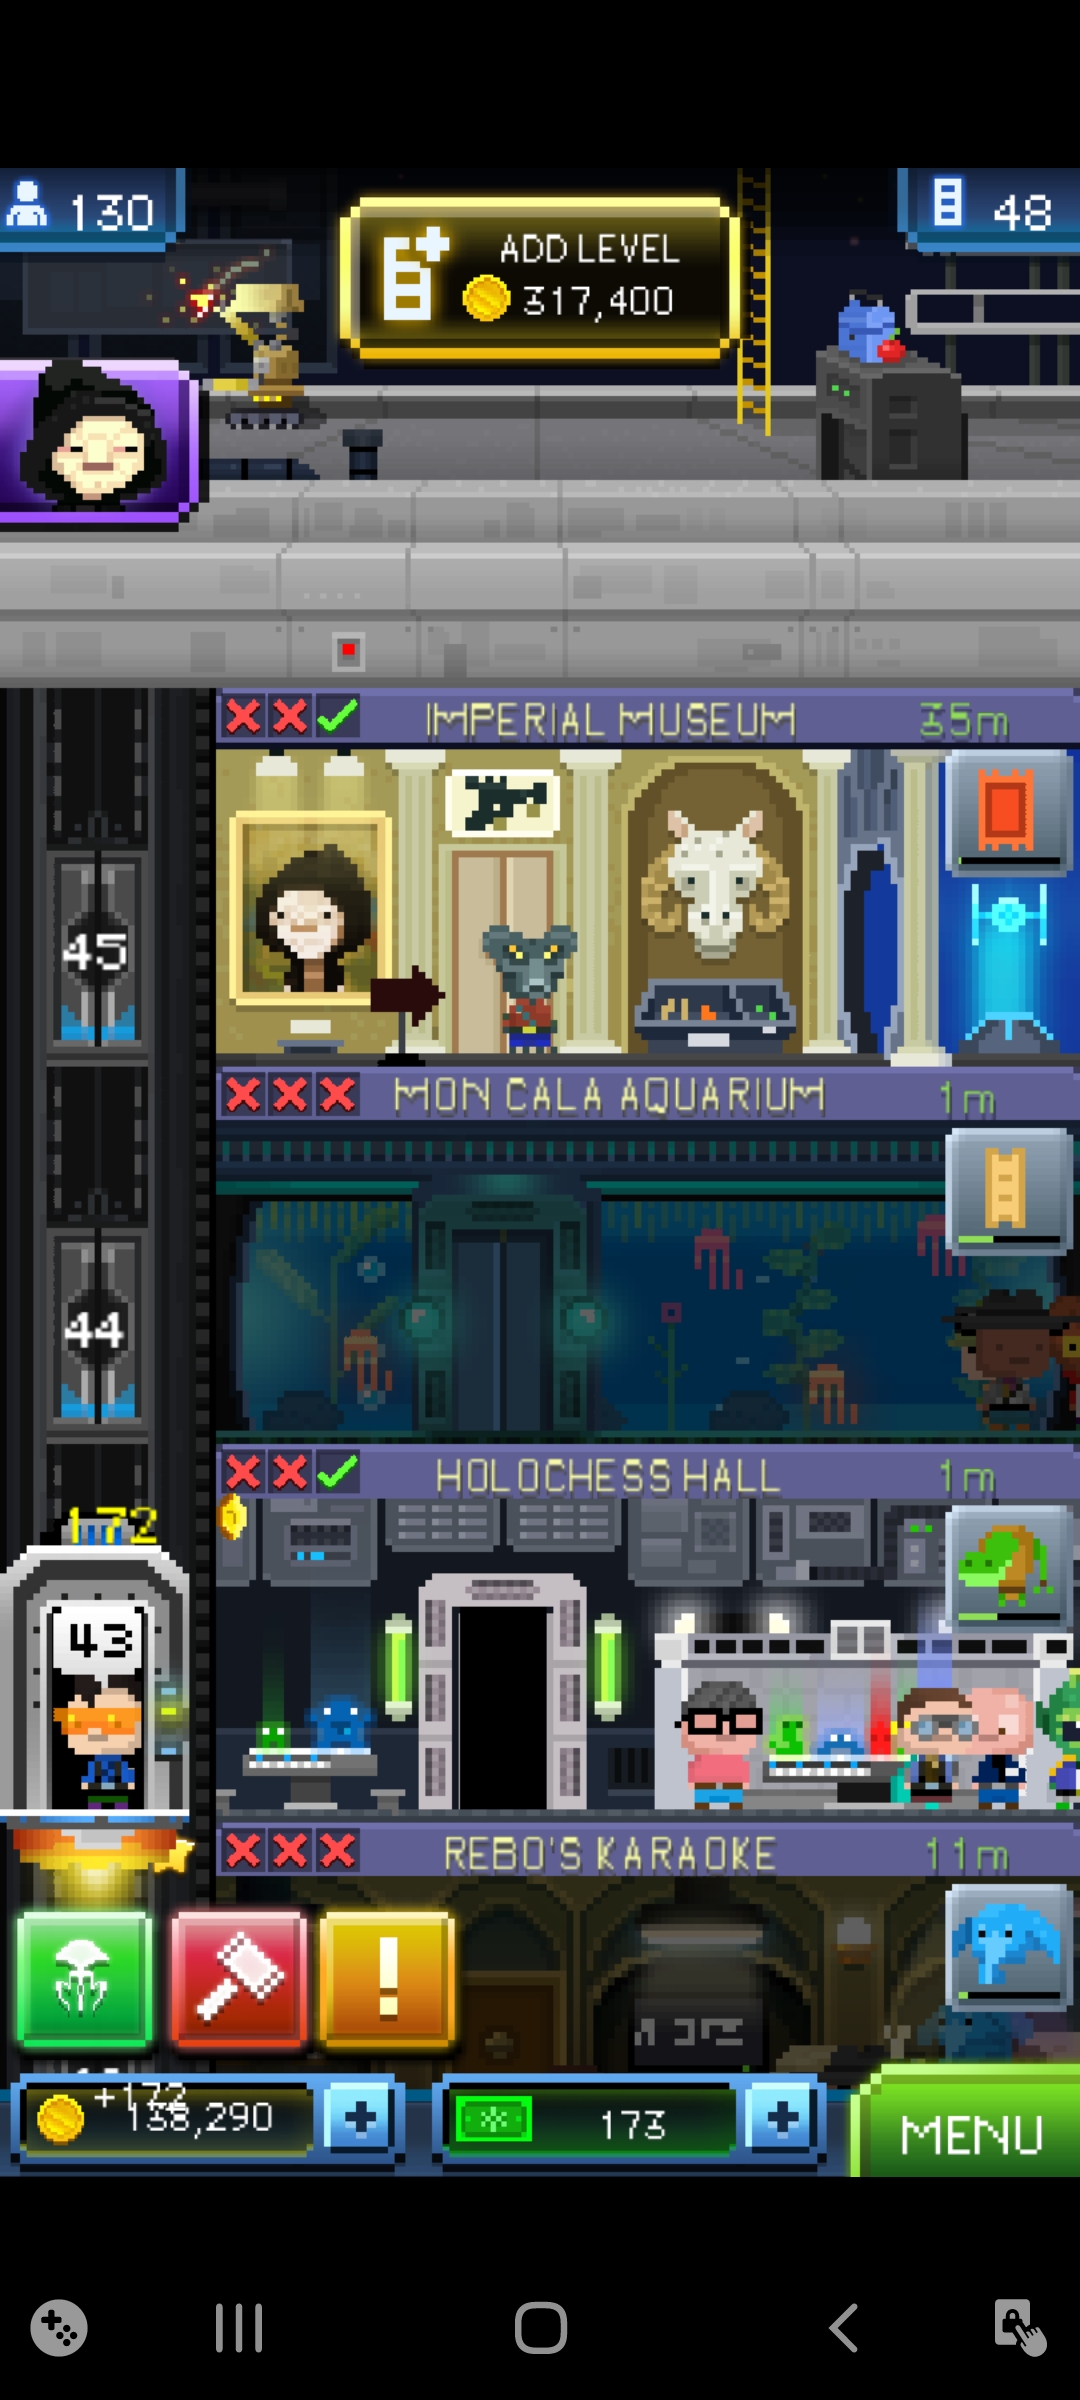 130
ADD LEVEL
317,400
48
IMPERIAL MUSEUM 35m
45
MON CALA AQUARIUM 1m
44
HOLOCHESS HALL 1m
172
43
REBO'S KARAOKE 11m
!
+172
138,290
173
MENU